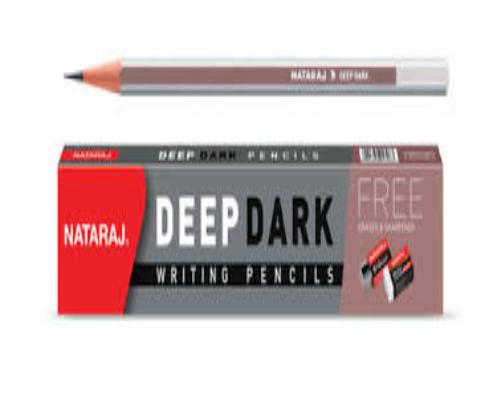 NATARAJ DEEP DARK
NATARAJ DEEP DARK PENCILS
NATARAJ.
DEEP DARK
WRITING PENCILS
FREE
ERASER & SHARPENER